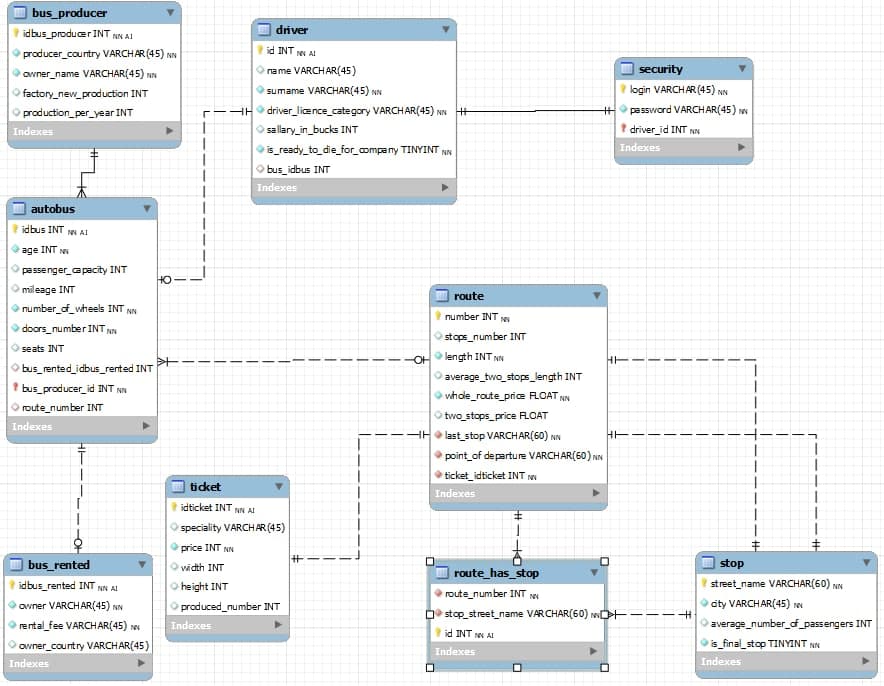 bus_producer
idbus_producer INT NN AI
producer_country VARCHAR(45) NN
owner_name VARCHAR(45) NN
factory_new_production INT
production_per_year INT
Indexes
driver
id INT NN AI
name VARCHAR(45)
surname VARCHAR(45) NN
driver_licence_category VARCHAR(45) NN
sallary_in_bucks INT
is_ready_to_die_for_company TINYINT NN
bus_idbus INT
Indexes
security
login VARCHAR(45) NN
password VARCHAR(45) NN
driver_id INT NN
Indexes
autobus
idbus INT NN AI
age INT NN
passenger_capacity INT
mileage INT
number_of_wheels INT NN
doors_number INT NN
seats INT
bus_rented_idbus_rented INT
bus_producer_id INT NN
route_number INT
Indexes
route
number INT NN
stops_number INT
length INT NN
average_two_stops_length INT
whole_route_price FLOAT NN
two_stops_price FLOAT
last_stop VARCHAR(60) NN
point_of departure VARCHAR(60) NN
ticket_idticket INT NN
Indexes
ticket
idticket INT NN AI
speciality VARCHAR(45)
price INT NN
width INT
height INT
produced_number INT
Indexes
bus_rented
idbus_rented INT NN AI
owner VARCHAR(45) NN
rental_fee VARCHAR(45) NN
owner_country VARCHAR(45)
Indexes
route_has_stop
route_number INT NN
stop_street_name VARCHAR(60) NN
id INT NN AI
Indexes
stop
street_name VARCHAR(60) NN
city VARCHAR(45) NN
average_number_of_passengers INT
is_final_stop TINYINT NN
Indexes